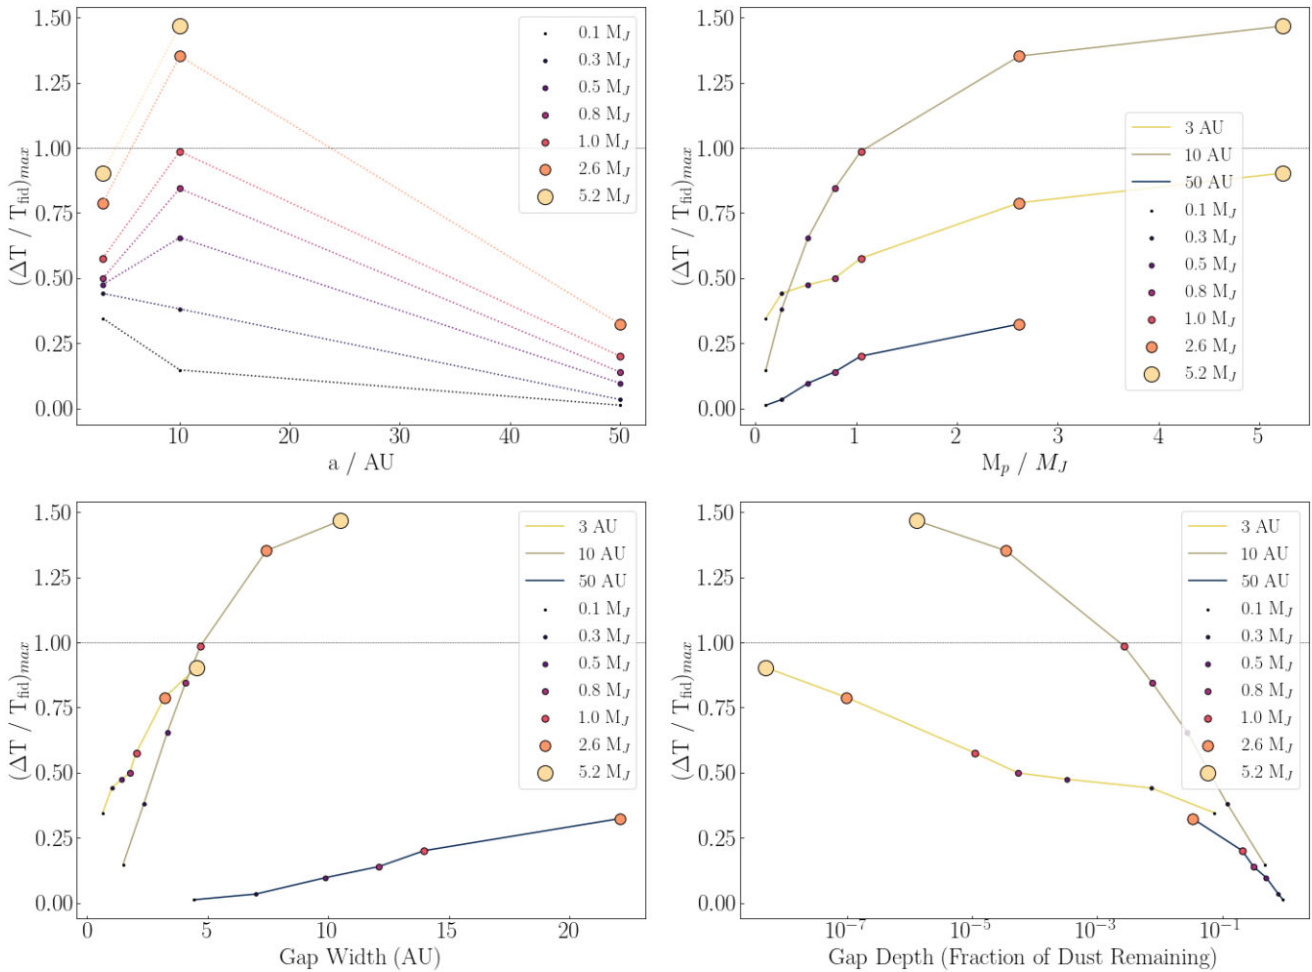 (ΔT / T_fid)_max
1.50
1.25
1.00
0.75
0.50
0.25
0.00
0
10
20
30
40
50
a / AU
0.1 M_J
0.3 M_J
0.5 M_J
0.8 M_J
1.0 M_J
2.6 M_J
5.2 M_J
(ΔT / T_fid)_max
1.50
1.25
1.00
0.75
0.50
0.25
0.00
0
1
2
3
4
5
M_p / M_J
3 AU
10 AU
50 AU
0.1 M_J
0.3 M_J
0.5 M_J
0.8 M_J
1.0 M_J
2.6 M_J
5.2 M_J
(ΔT / T_fid)_max
1.50
1.25
1.00
0.75
0.50
0.25
0.00
0
5
10
15
20
Gap Width (AU)
3 AU
10 AU
50 AU
0.1 M_J
0.3 M_J
0.5 M_J
0.8 M_J
1.0 M_J
2.6 M_J
5.2 M_J
(ΔT / T_fid)_max
1.50
1.25
1.00
0.75
0.50
0.25
0.00
10⁻⁷
10⁻⁵
10⁻³
10⁻¹
Gap Depth (Fraction of Dust Remaining)
3 AU
10 AU
50 AU
0.1 M_J
0.3 M_J
0.5 M_J
0.8 M_J
1.0 M_J
2.6 M_J
5.2 M_J